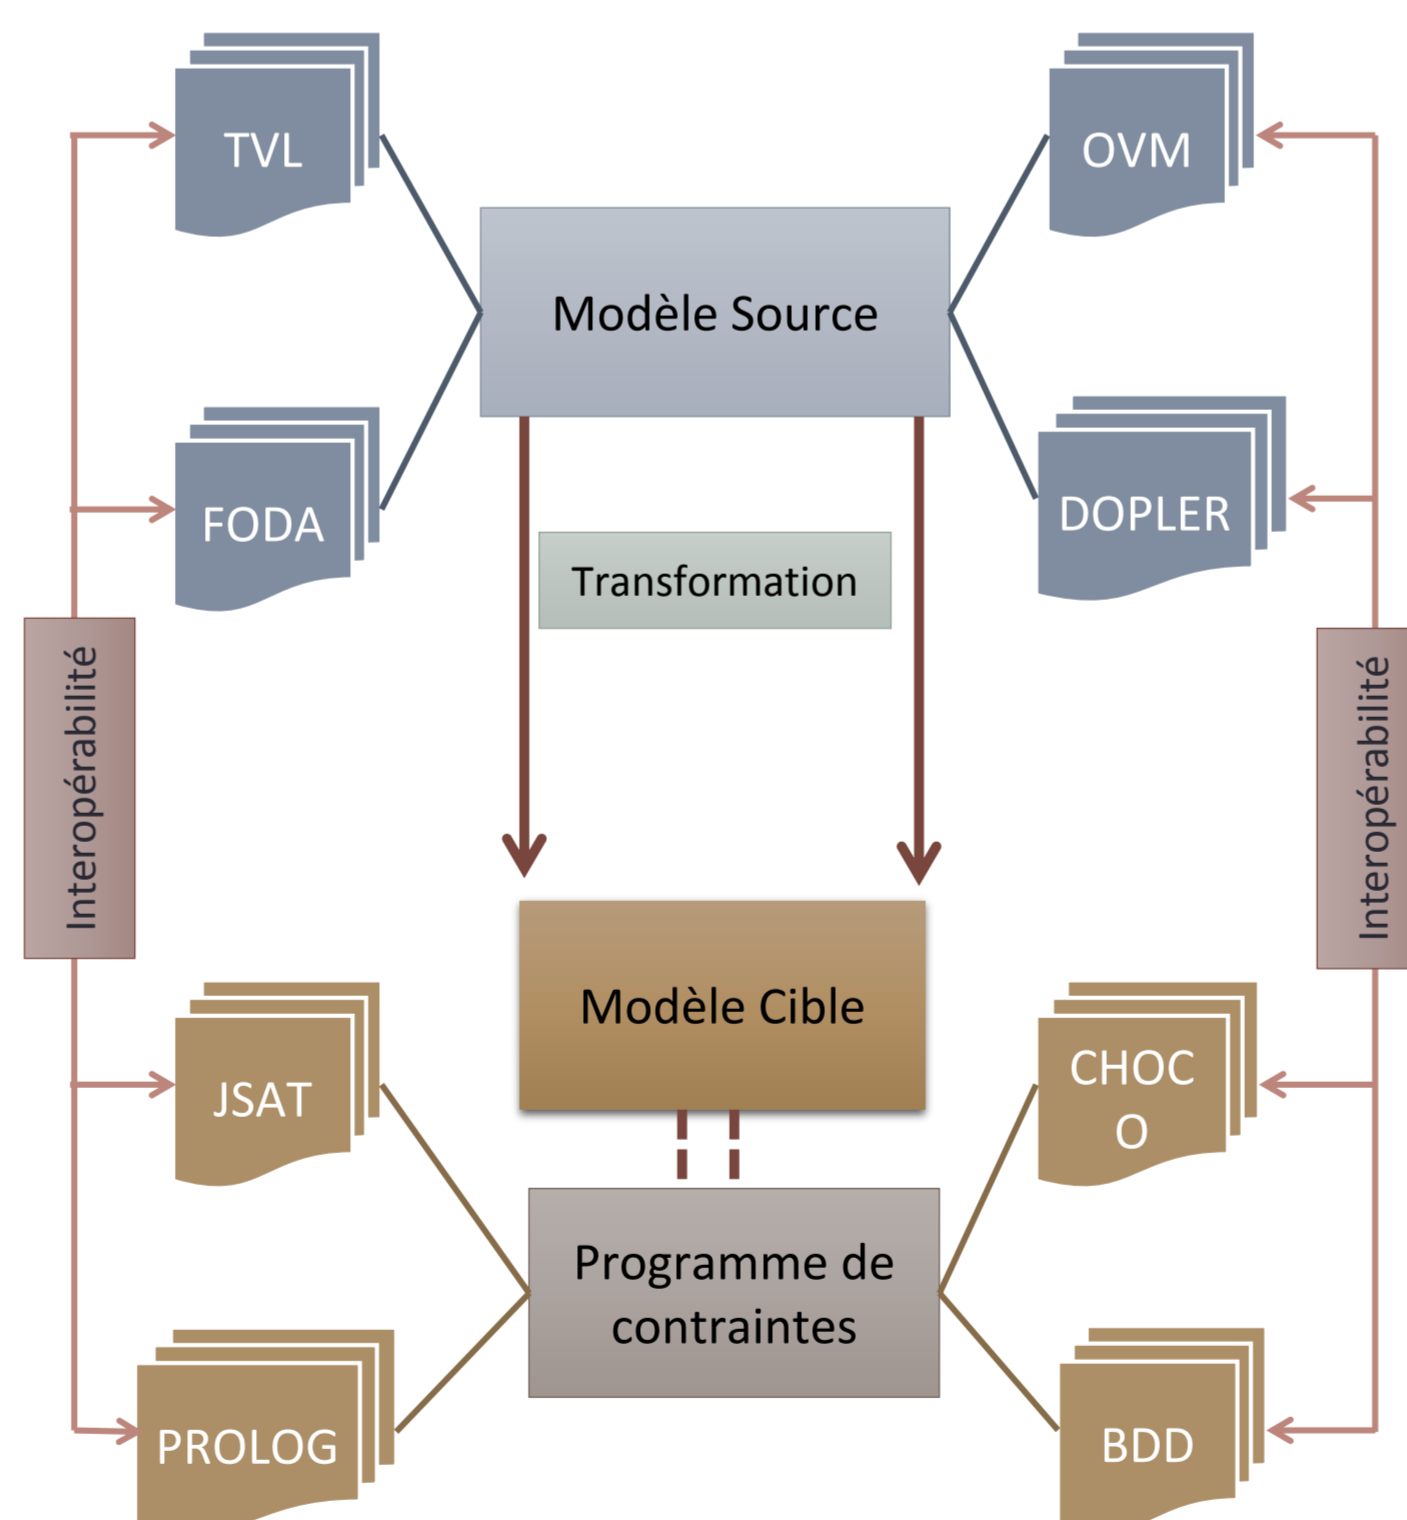 TVL
OVM
Modèle Source
FODA
DOPLER
Transformation
Interopérabilité
Interopérabilité
Modèle Cible
JSAT
CHOC
O
Programme de
contraintes
PROLOG
BDD